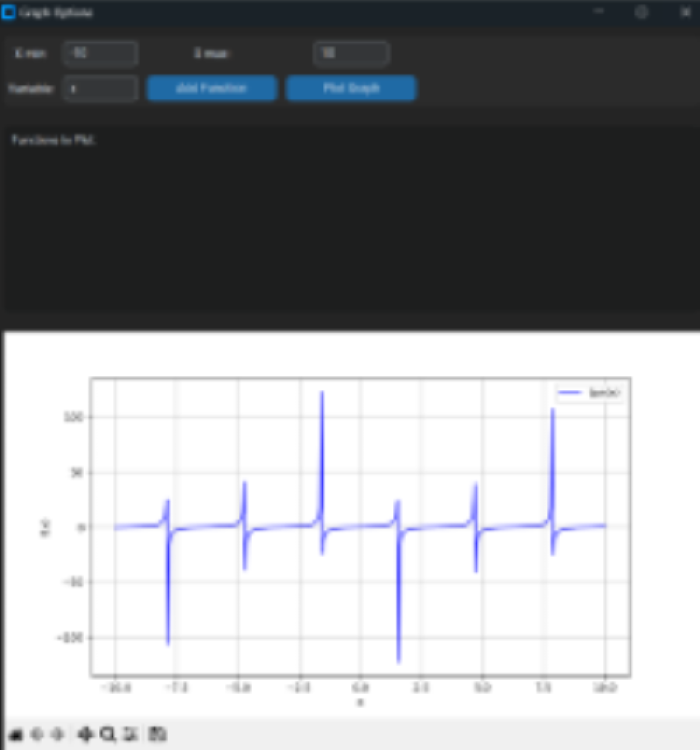 Graph Options
X min: -10 X max: 10
Variable: x Add Function Plot Graph
Functions to Plot:
tan(x)
100
50
0
−50
−100
f(x)
−10.0 −7.5 −5.0 −2.5 0.0 2.5 5.0 7.5 10.0
x